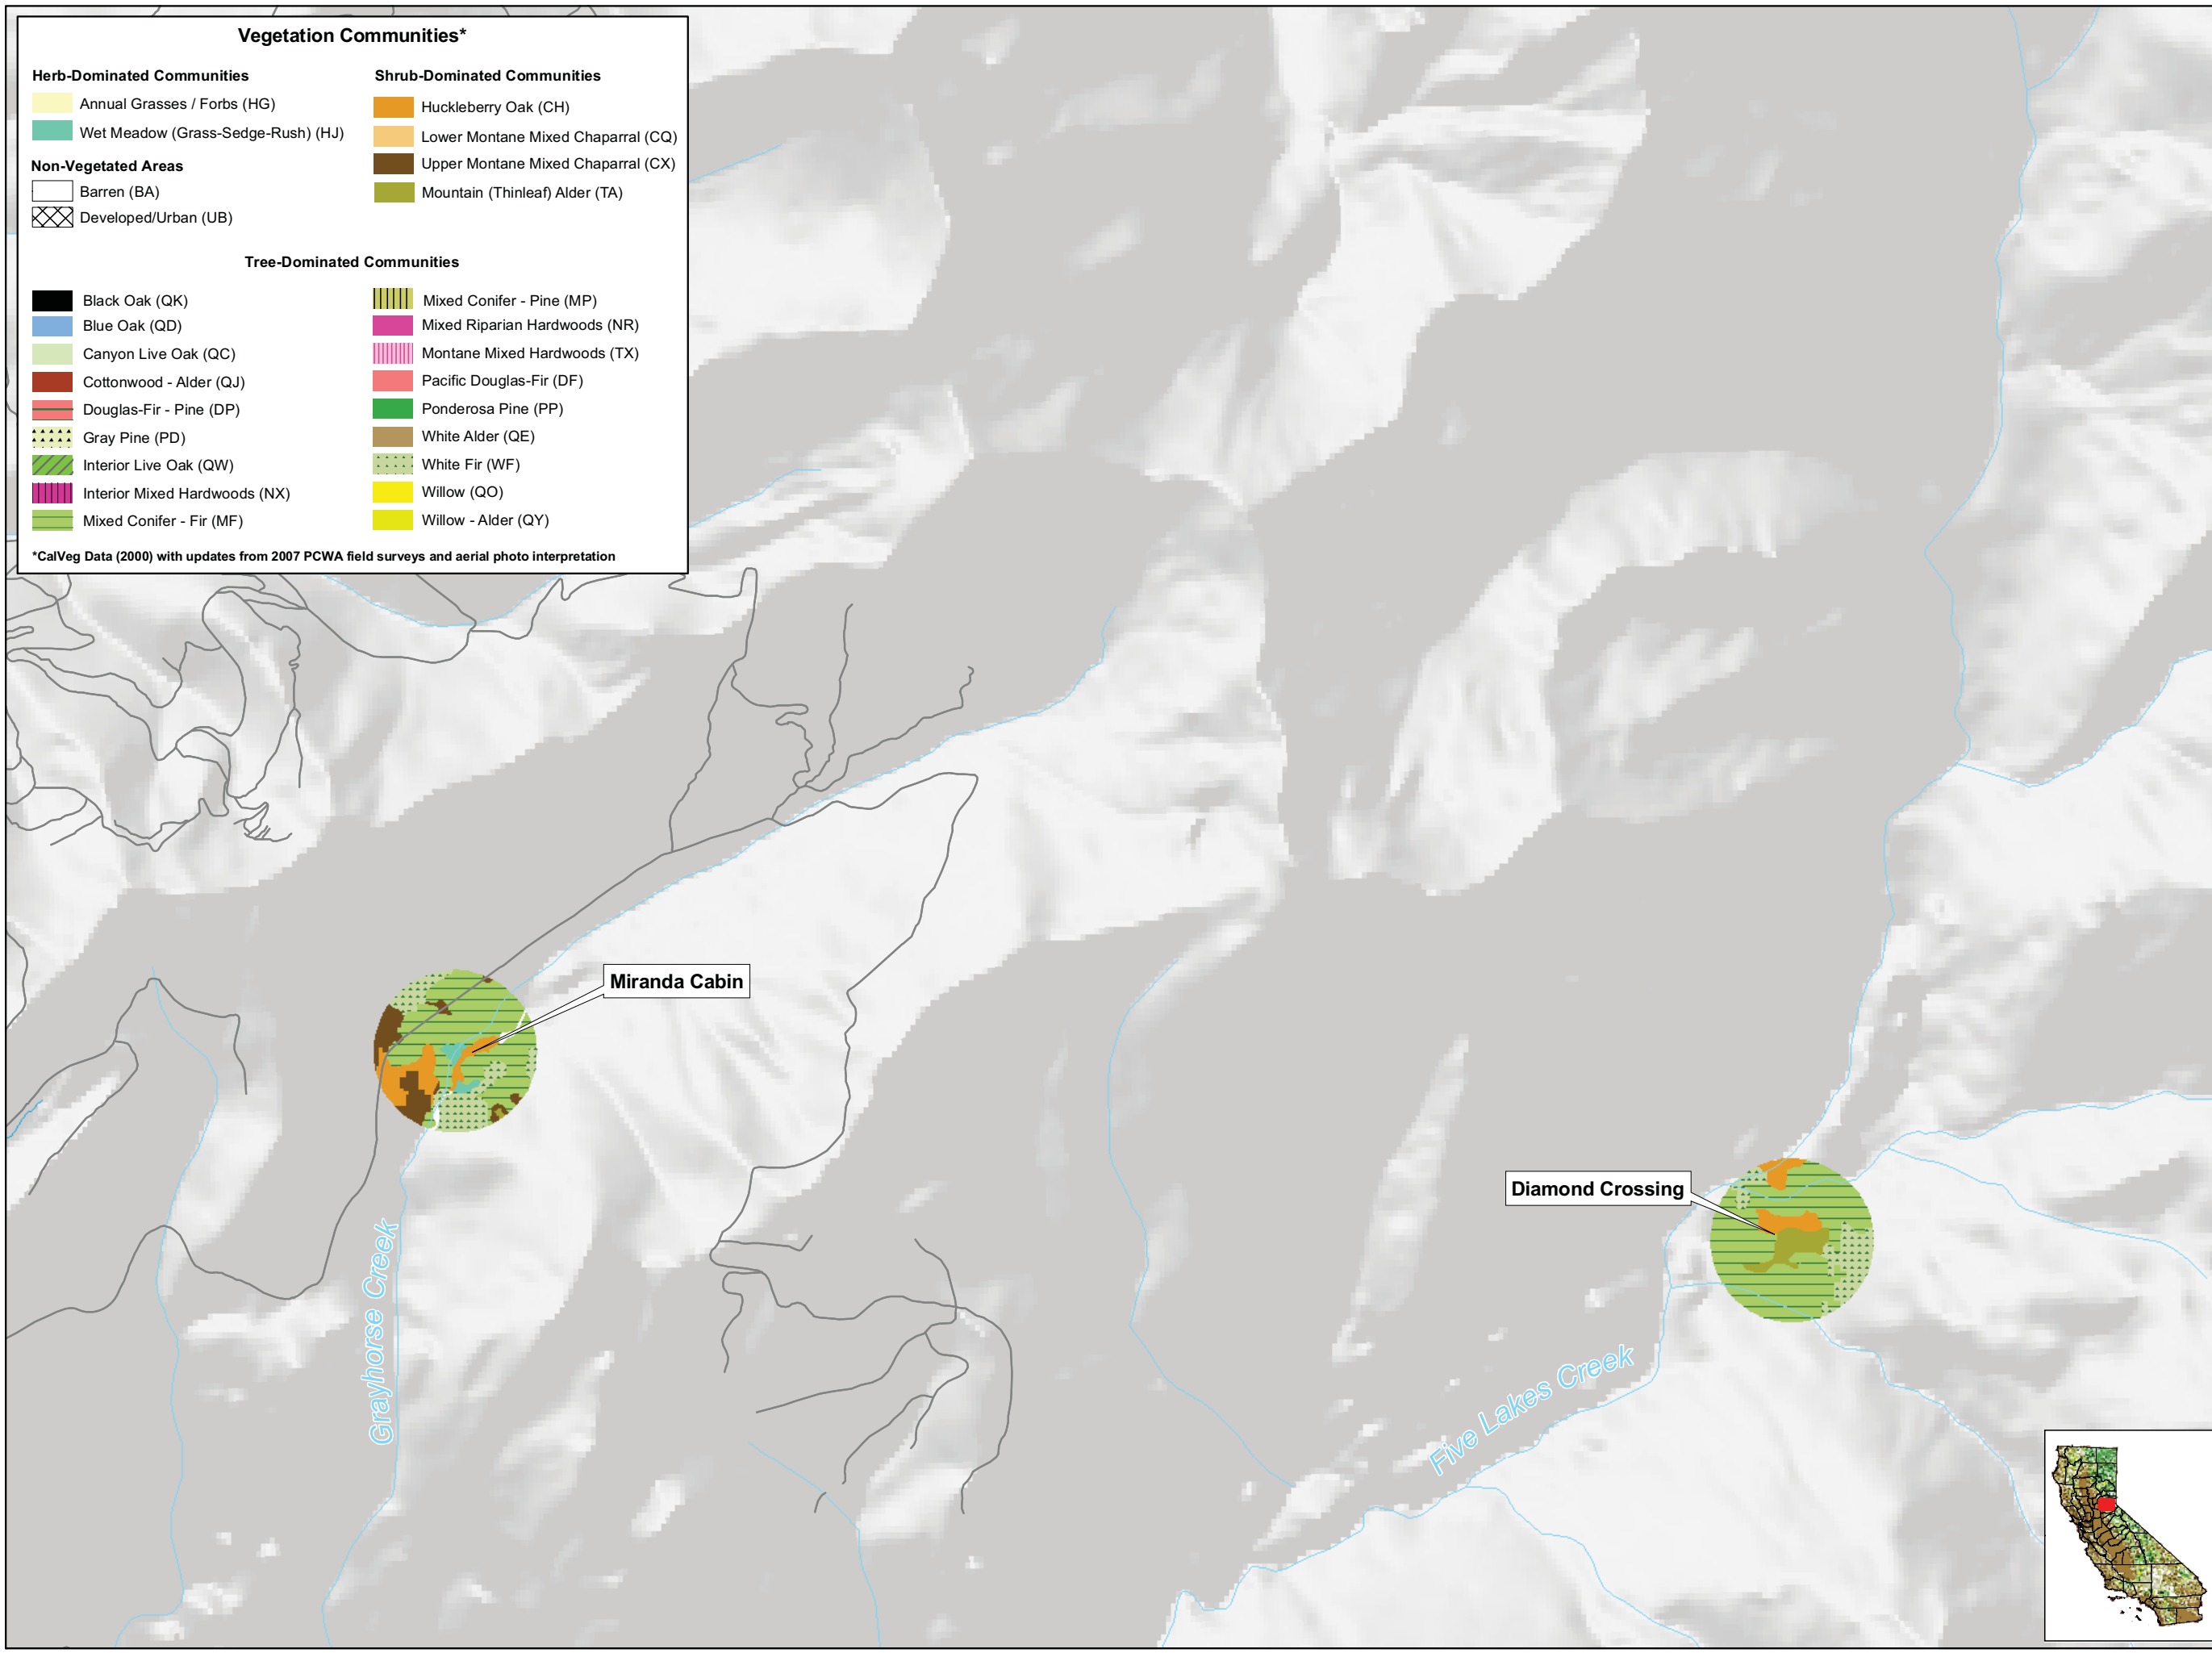 Vegetation Communities*
Herb-Dominated Communities
Annual Grasses / Forbs (HG)
Wet Meadow (Grass-Sedge-Rush) (HJ)
Non-Vegetated Areas
Barren (BA)
Developed/Urban (UB)
Shrub-Dominated Communities
Huckleberry Oak (CH)
Lower Montane Mixed Chaparral (CQ)
Upper Montane Mixed Chaparral (CX)
Mountain (Thinleaf) Alder (TA)
Tree-Dominated Communities
Black Oak (QK)
Blue Oak (QD)
Canyon Live Oak (QC)
Cottonwood - Alder (QJ)
Douglas-Fir - Pine (DP)
Gray Pine (PD)
Interior Live Oak (QW)
Interior Mixed Hardwoods (NX)
Mixed Conifer - Fir (MF)
Mixed Conifer - Pine (MP)
Mixed Riparian Hardwoods (NR)
Montane Mixed Hardwoods (TX)
Pacific Douglas-Fir (DF)
Ponderosa Pine (PP)
White Alder (QE)
White Fir (WF)
Willow (QO)
Willow - Alder (QY)
*CalVeg Data (2000) with updates from 2007 PCWA field surveys and aerial photo interpretation
Miranda Cabin
Diamond Crossing
Grayhorse Creek
Five Lakes Creek